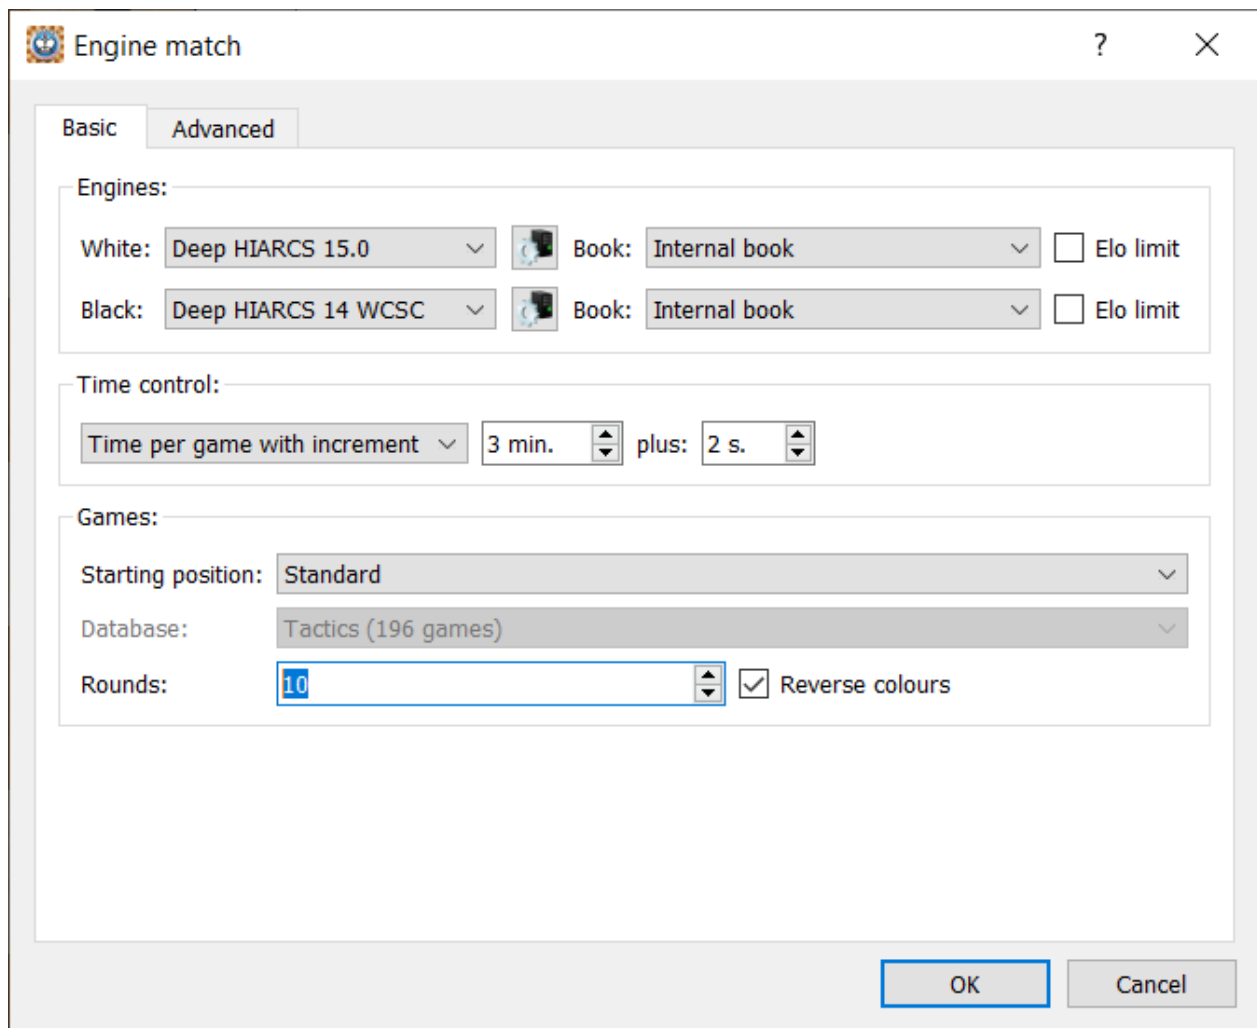 Engine match ?
Basic Advanced
Engines:
White: Deep HIARCS 15.0 Book: Internal book Elo limit
Black: Deep HIARCS 14 WCSC Book: Internal book Elo limit
Time control:
Time per game with increment 3 min. plus: 2 s.
Games:
Starting position: Standard
Database: Tactics (196 games)
Rounds: 10 Reverse colours
OK Cancel